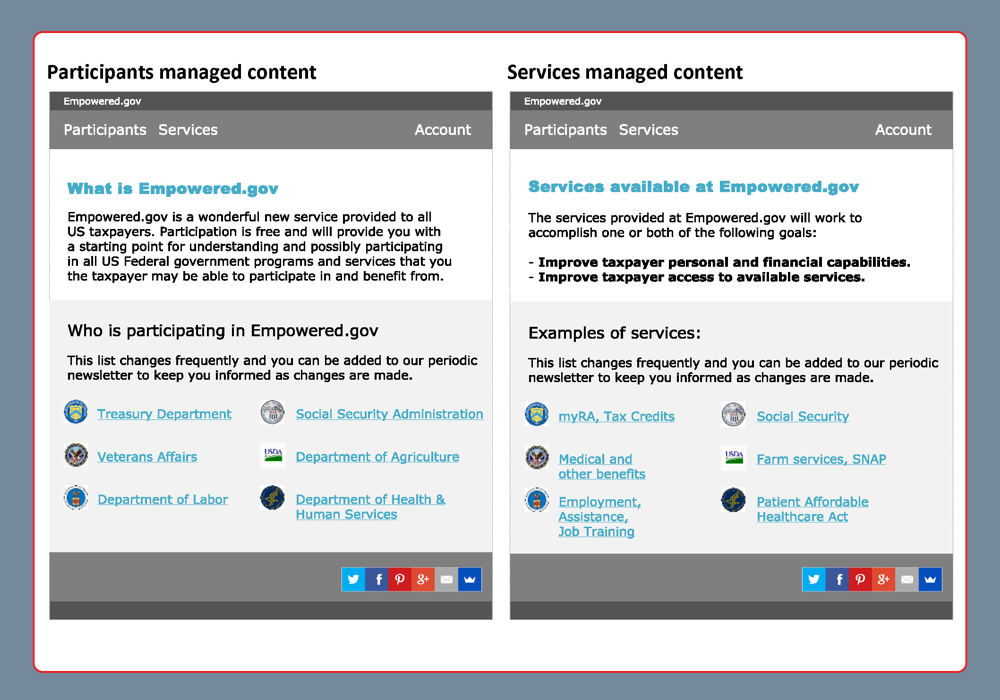 Participants managed content
Empowered.gov
Participants Services Account
What is Empowered.gov
Empowered.gov is a wonderful new service provided to all
US taxpayers. Participation is free and will provide you with
a starting point for understanding and possibly participating
in all US Federal government programs and services that you
the taxpayer may be able to participate in and benefit from.
Who is participating in Empowered.gov
This list changes frequently and you can be added to our periodic
newsletter to keep you informed as changes are made.
Treasury Department
Social Security Administration
Veterans Affairs
USDA
Department of Agriculture
Department of Labor
Department of Health &
Human Services
Services managed content
Empowered.gov
Participants Services Account
Services available at Empowered.gov
The services provided at Empowered.gov will work to
accomplish one or both of the following goals:
- Improve taxpayer personal and financial capabilities.
- Improve taxpayer access to available services.
Examples of services:
This list changes frequently and you can be added to our periodic
newsletter to keep you informed as changes are made.
myRA, Tax Credits
Social Security
Medical and
other benefits
USDA
Farm services, SNAP
Employment,
Assistance,
Job Training
Patient Affordable
Healthcare Act